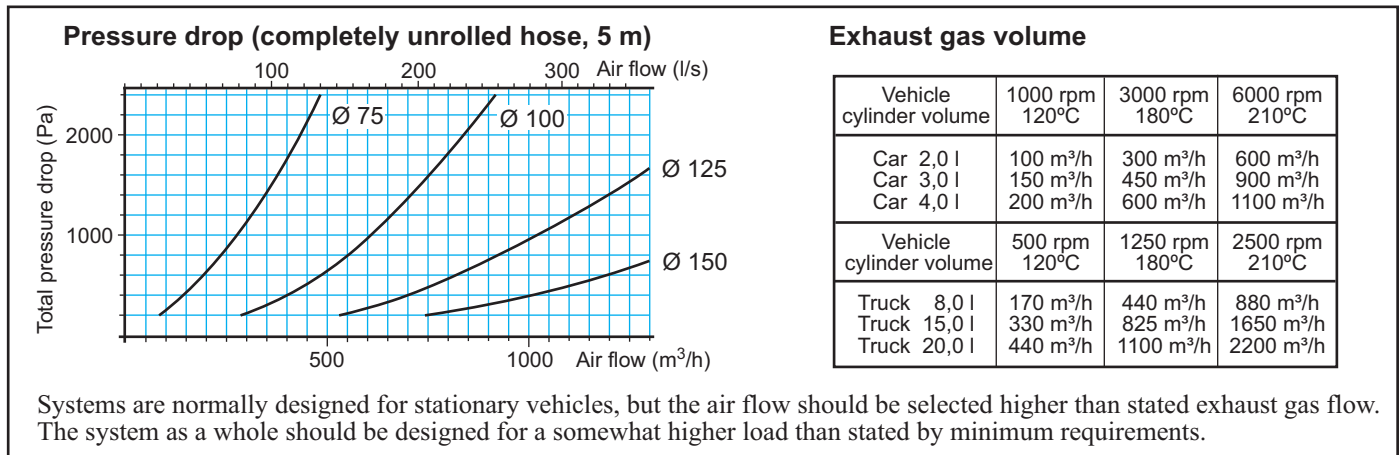 Pressure drop (completely unrolled hose, 5 m)
100 200 300 Air flow (l/s)
Total pressure drop (Pa)
2000
1000
Ø 75
Ø 100
Ø 125
Ø 150
500 1000 Air flow (m³/h)
Exhaust gas volume
Vehicle cylinder volume 1000 rpm 120ºC 3000 rpm 180ºC 6000 rpm 210ºC
Car 2,0 l 100 m³/h 300 m³/h 600 m³/h
Car 3,0 l 150 m³/h 450 m³/h 900 m³/h
Car 4,0 l 200 m³/h 600 m³/h 1100 m³/h
Vehicle cylinder volume 500 rpm 120ºC 1250 rpm 180ºC 2500 rpm 210ºC
Truck 8,0 l 170 m³/h 440 m³/h 880 m³/h
Truck 15,0 l 330 m³/h 825 m³/h 1650 m³/h
Truck 20,0 l 440 m³/h 1100 m³/h 2200 m³/h
Systems are normally designed for stationary vehicles, but the air flow should be selected higher than stated exhaust gas flow.
The system as a whole should be designed for a somewhat higher load than stated by minimum requirements.